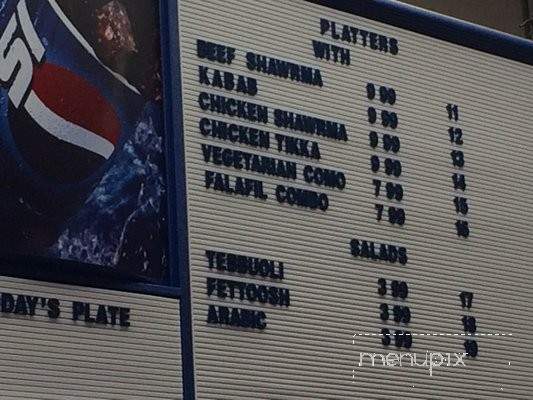 PLATTERS
WITH
BEEF SHAWRMA 9 99 11
KABAB 9 99 12
CHICKEN SHAWRMA 9 99 13
CHICKEN TIKKA 9 99 14
VEGETARIAN COMO 7 99 15
FALAFIL COMBO 7 99 16
SALADS
TEBBUOLI 3 99 17
FETTOOSH 3 99 18
ARABIC 3 99
DAY'S PLATE
menupix